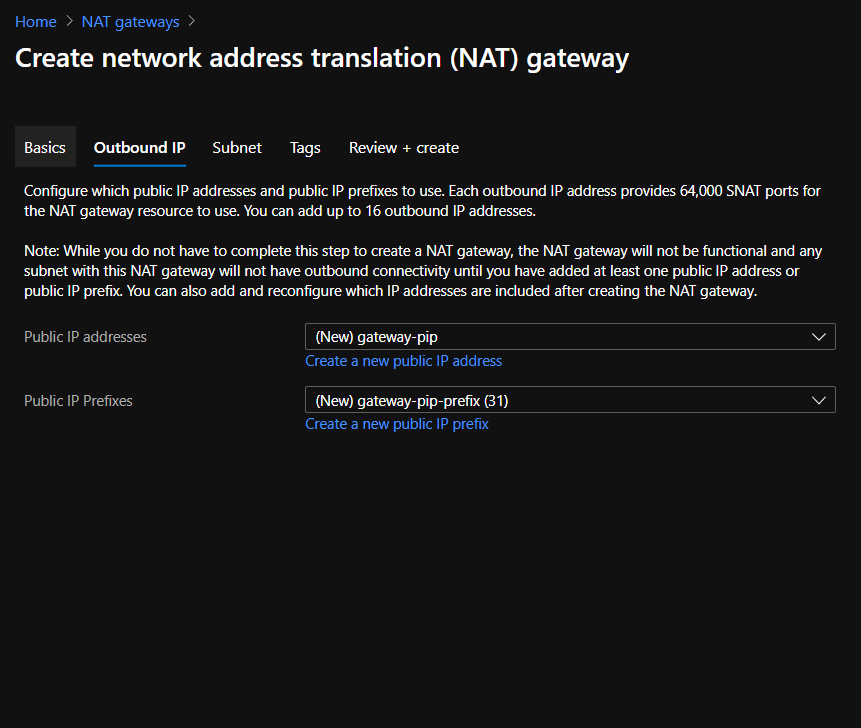 Home > NAT gateways >
Create network address translation (NAT) gateway
Basics Outbound IP Subnet Tags Review + create
Configure which public IP addresses and public IP prefixes to use. Each outbound IP address provides 64,000 SNAT ports for
the NAT gateway resource to use. You can add up to 16 outbound IP addresses.
Note: While you do not have to complete this step to create a NAT gateway, the NAT gateway will not be functional and any
subnet with this NAT gateway will not have outbound connectivity until you have added at least one public IP address or
public IP prefix. You can also add and reconfigure which IP addresses are included after creating the NAT gateway.
Public IP addresses (New) gateway-pip
Create a new public IP address
Public IP Prefixes (New) gateway-pip-prefix (31)
Create a new public IP prefix